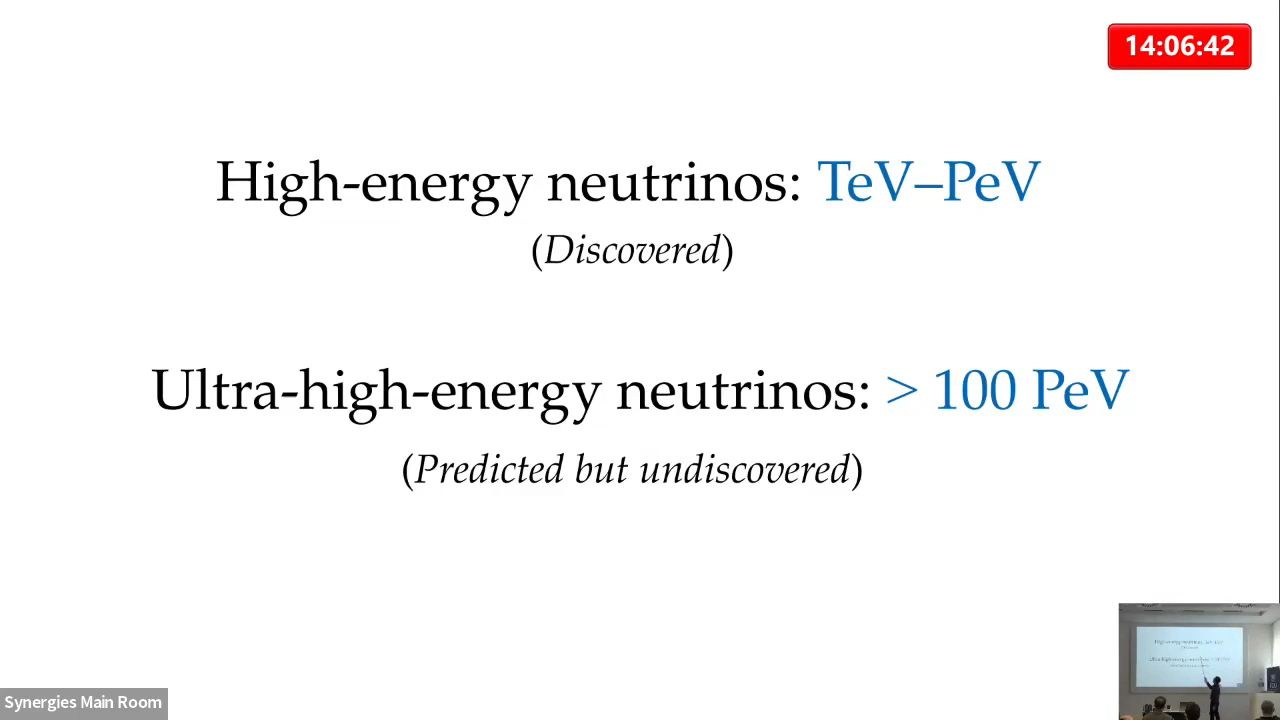 14:06:42
High-energy neutrinos: TeV–PeV
(Discovered)
Ultra-high-energy neutrinos: > 100 PeV
(Predicted but undiscovered)
Synergies Main Room